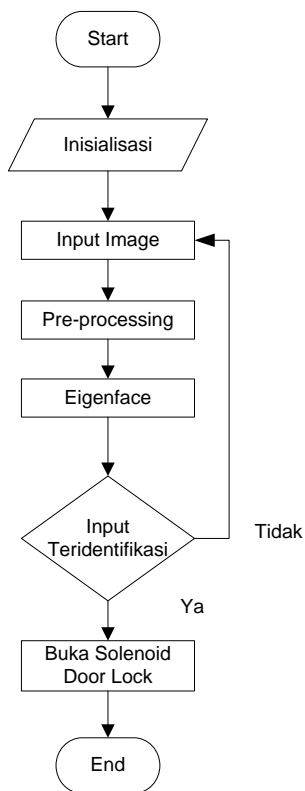 Start
Inisialisasi
Input Image
Pre-processing
Eigenface
Input
Teridentifikasi
Tidak
Ya
Buka Solenoid
Door Lock
End